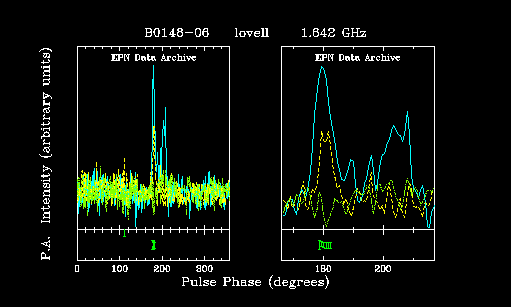 B0148-06 lovell 1.642 GHz
EPN Data Archive EPN Data Archive
P.A. Intensity (arbitrary units)
0 100 200 300 180 200
Pulse Phase (degrees)